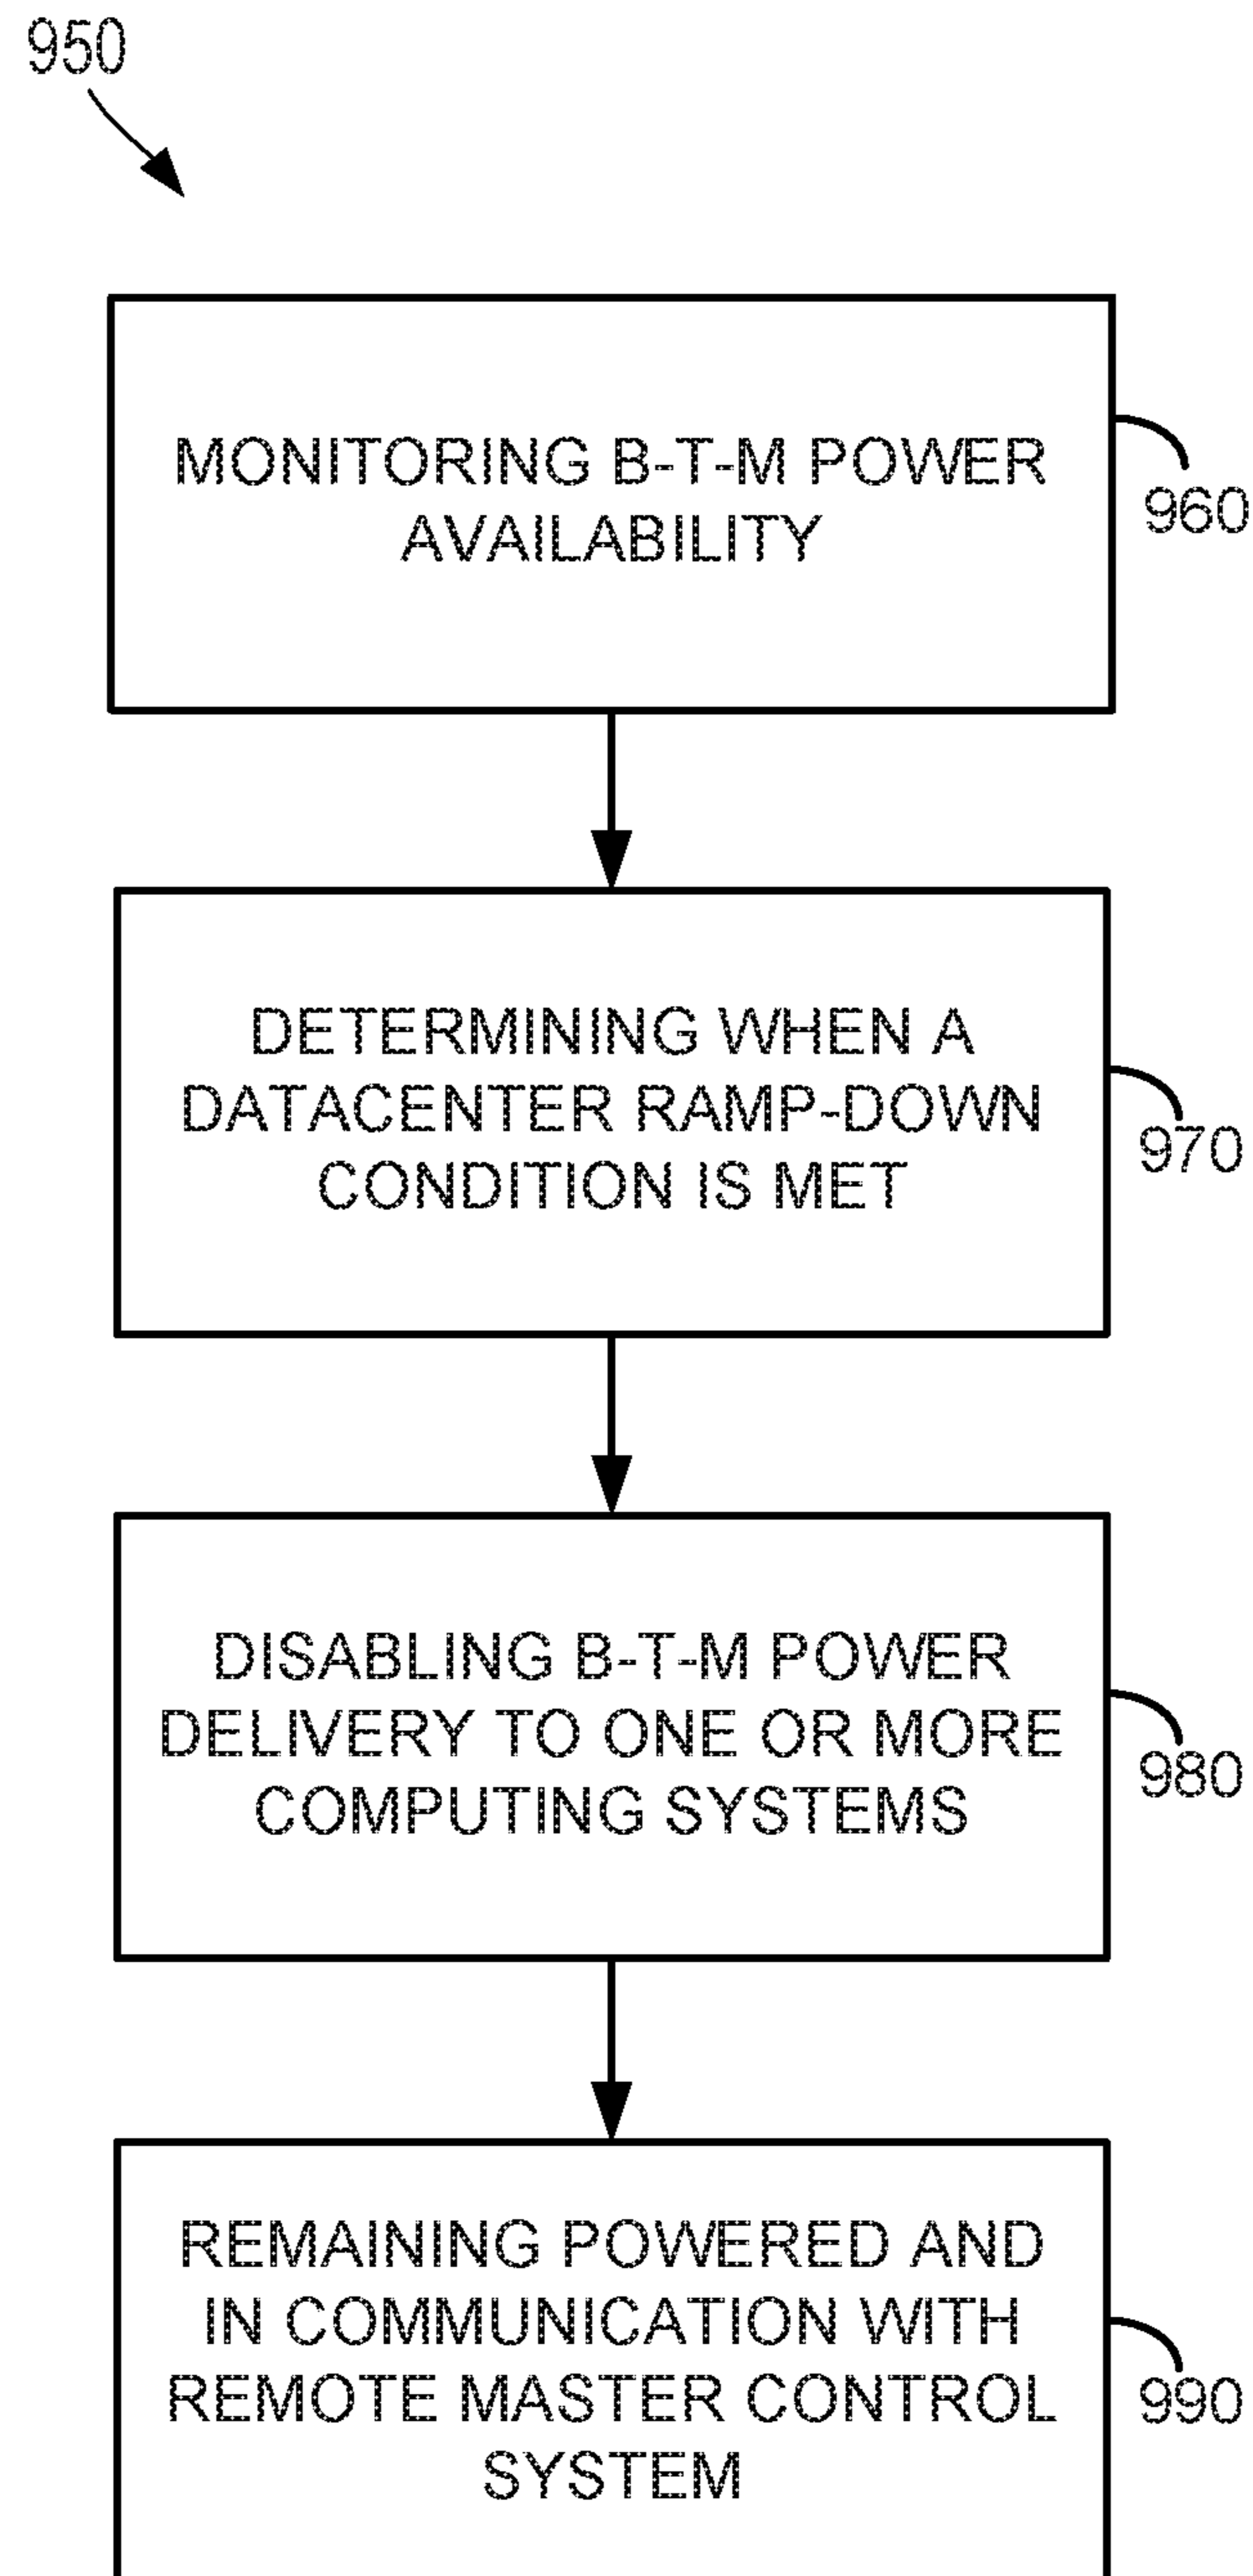 950
MONITORING B-T-M POWER
AVAILABILITY
960
DETERMINING WHEN A
DATACENTER RAMP-DOWN
CONDITION IS MET
970
DISABLING B-T-M POWER
DELIVERY TO ONE OR MORE
COMPUTING SYSTEMS
980
REMAINING POWERED AND
IN COMMUNICATION WITH
REMOTE MASTER CONTROL
SYSTEM
990